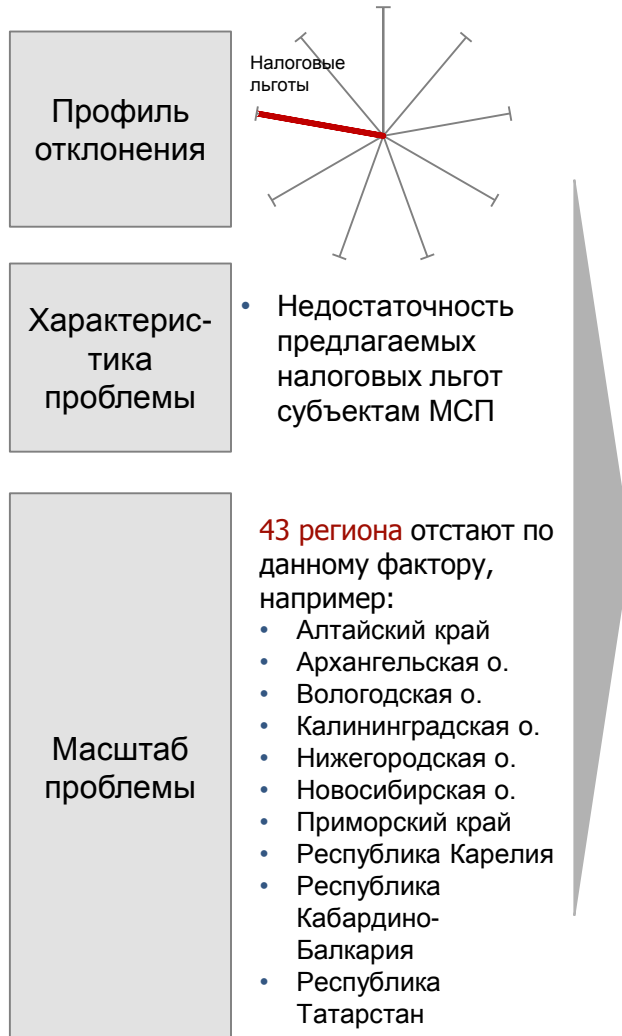 Налоговые
льготы
Профиль
отклонения
Характерис-
тика
проблемы
• Недостаточность
предлагаемых
налоговых льгот
субъектам МСП
Масштаб
проблемы
43 региона отстают по
данному фактору,
например:
• Алтайский край
• Архангельская о.
• Вологодская о.
• Калининградская о.
• Нижегородская о.
• Новосибирская о.
• Приморский край
• Республика Карелия
• Республика
Кабардино-
Балкария
• Республика
Татарстан